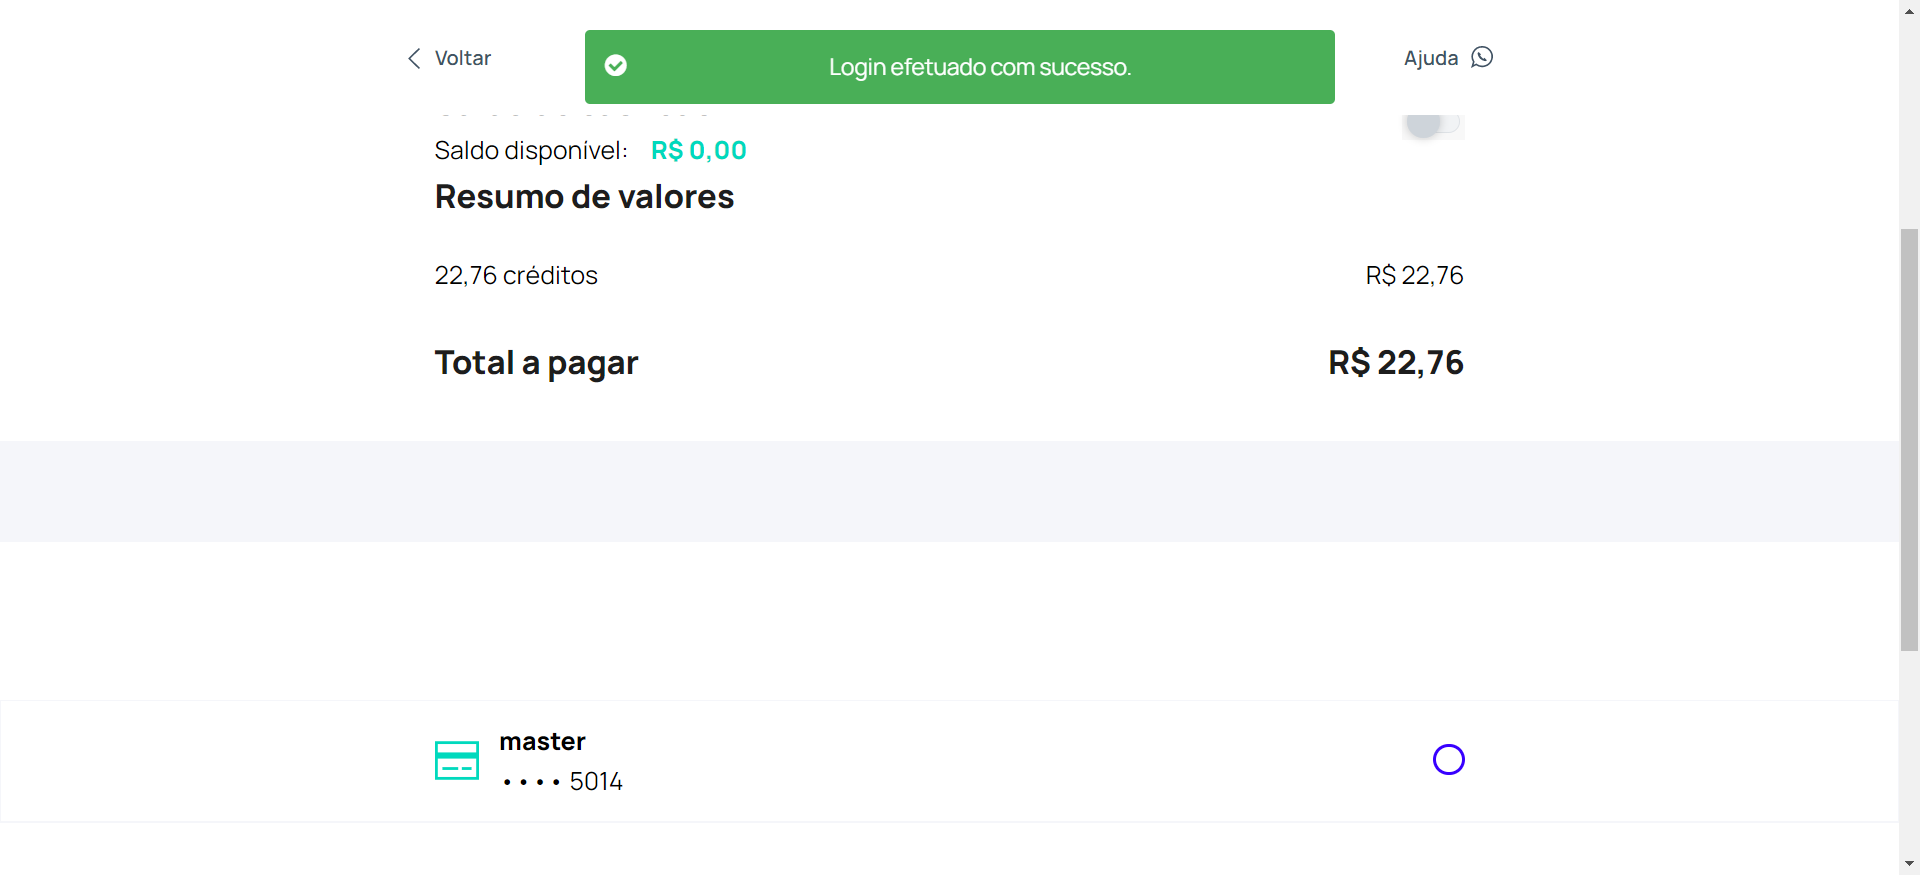 Voltar
Login efetuado com sucesso.
Ajuda
Saldo disponível: R$ 0,00
Resumo de valores
22,76 créditos R$ 22,76
Total a pagar R$ 22,76
master
•••• 5014